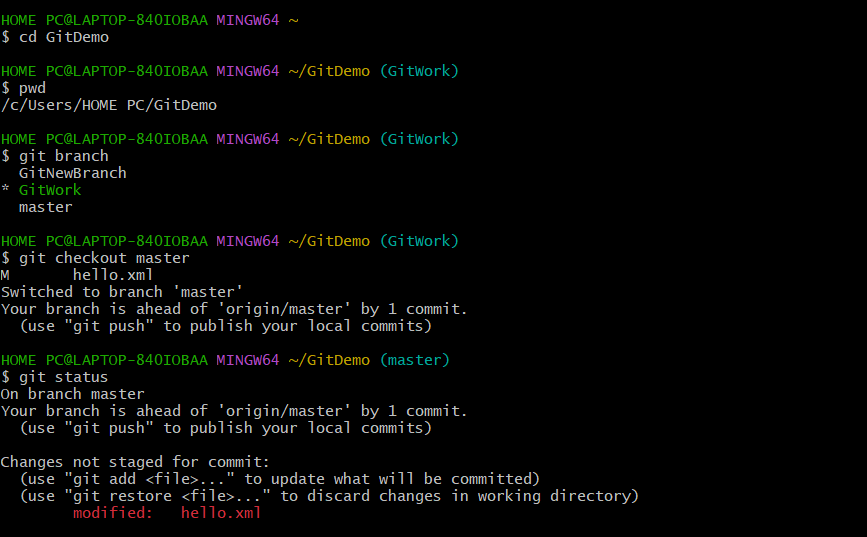 HOME PC@LAPTOP-840IOBAA MINGW64 ~
$ cd GitDemo
HOME PC@LAPTOP-840IOBAA MINGW64 ~/GitDemo (GitWork)
$ pwd
/c/Users/HOME PC/GitDemo
HOME PC@LAPTOP-840IOBAA MINGW64 ~/GitDemo (GitWork)
$ git branch
  GitNewBranch
* GitWork
  master
HOME PC@LAPTOP-840IOBAA MINGW64 ~/GitDemo (GitWork)
$ git checkout master
M       hello.xml
Switched to branch 'master'
Your branch is ahead of 'origin/master' by 1 commit.
  (use "git push" to publish your local commits)
HOME PC@LAPTOP-840IOBAA MINGW64 ~/GitDemo (master)
$ git status
On branch master
Your branch is ahead of 'origin/master' by 1 commit.
  (use "git push" to publish your local commits)
Changes not staged for commit:
  (use "git add <file>..." to update what will be committed)
  (use "git restore <file>..." to discard changes in working directory)
        modified:   hello.xml